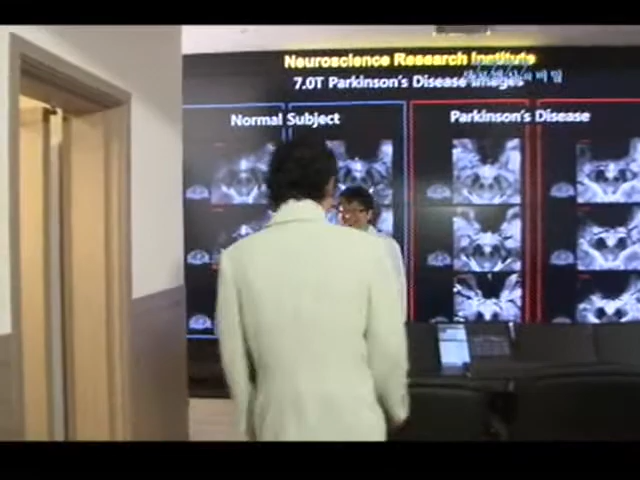 Neuroscience Research Institute
7.0T Parkinson's Disease Images
Normal Subject
Parkinson's Disease